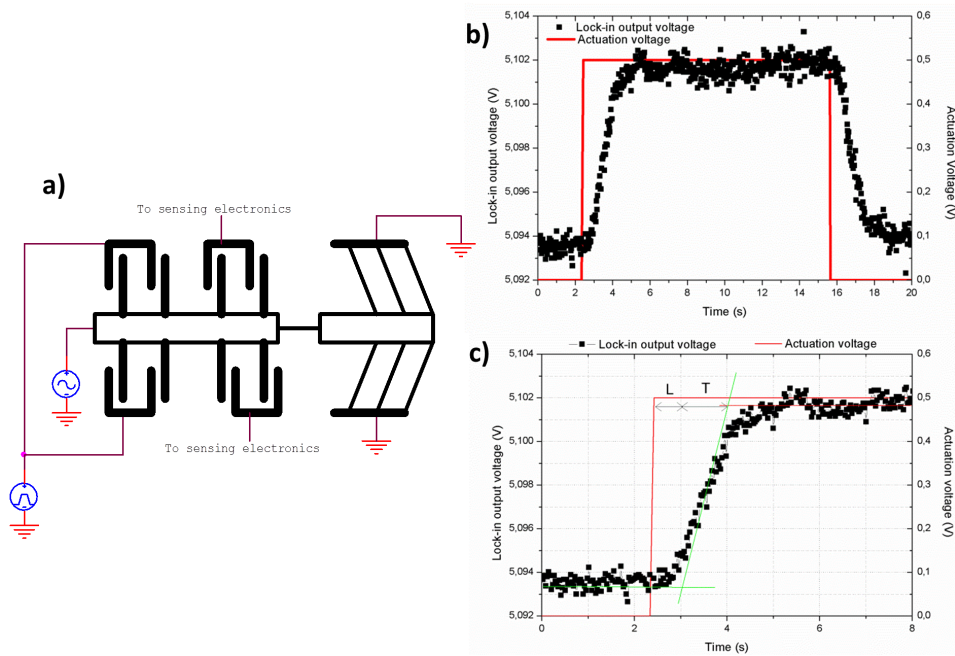 a)
To sensing electronics
To sensing electronics
b)
Lock-in output voltage
Actuation voltage
5,104
5,102
5,100
5,098
5,096
5,094
5,092
Lock-in output voltage (V)
0,6
0,5
0,4
0,3
0,2
0,1
0,0
Actuation Voltage (V)
0 2 4 6 8 10 12 14 16 18 20
Time (s)
c)
Lock-in output voltage Actuation voltage
5,104
5,102
5,100
5,098
5,096
5,094
5,092
Lock-in output voltage (V)
L T
0,6
0,5
0,4
0,3
0,2
0,1
0,0
Actuation voltage (V)
0 2 4 6 8
Time (s)